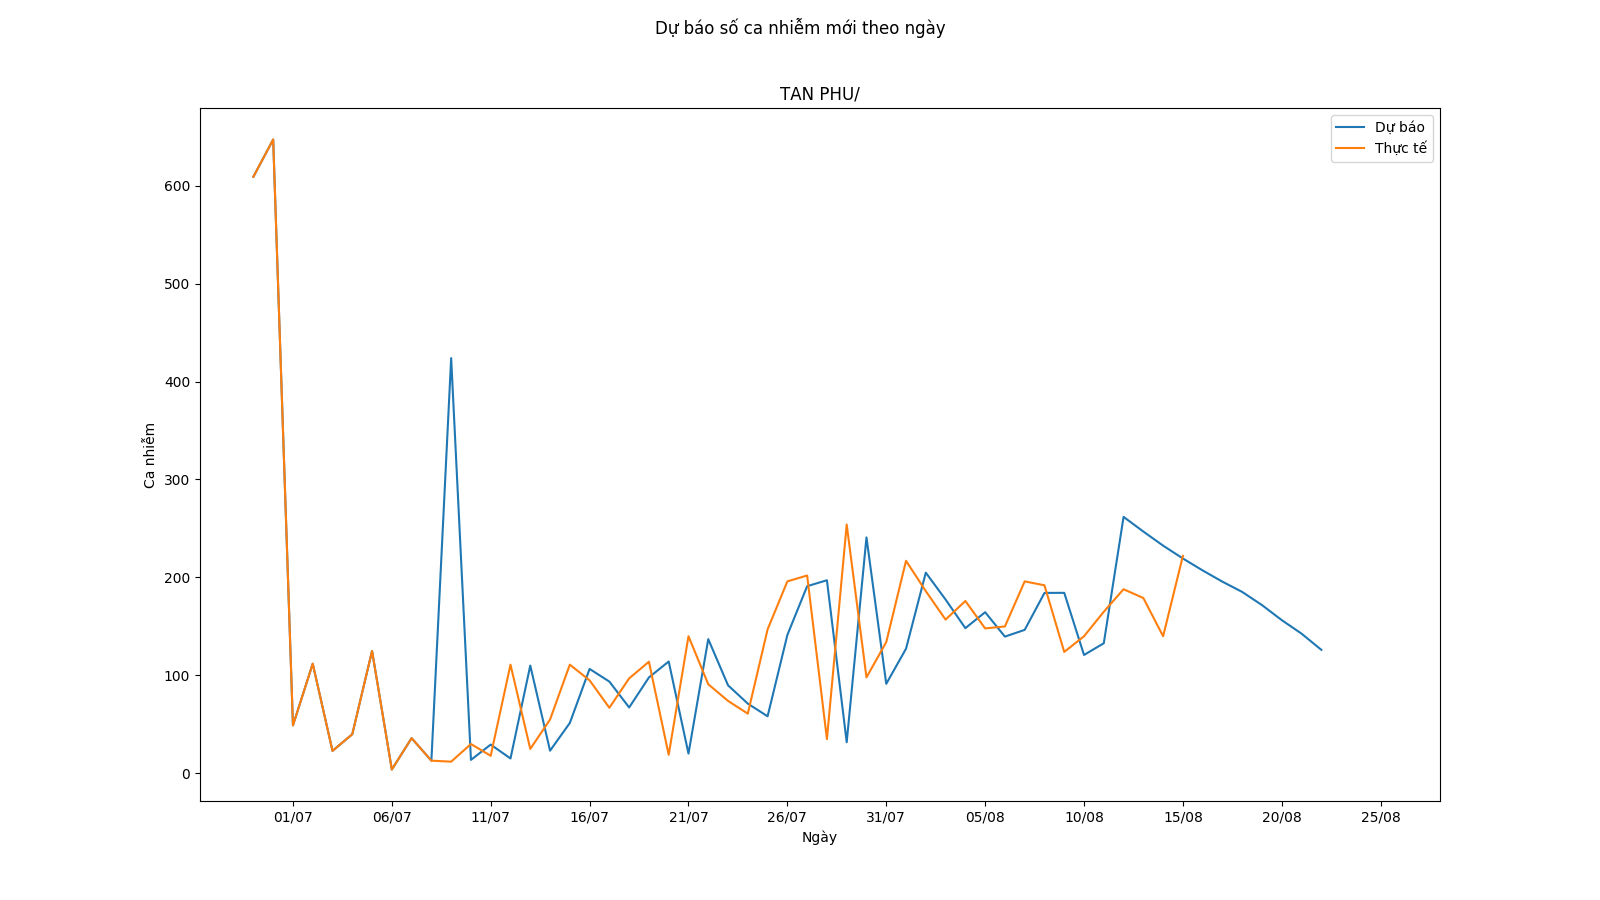 Dự báo số ca nhiễm mới theo ngày
TAN PHU/
Dự báo
Thực tế
600
500
400
300
200
100
0
Ca nhiễm
01/07 06/07 11/07 16/07 21/07 26/07 31/07 05/08 10/08 15/08 20/08 25/08
Ngày